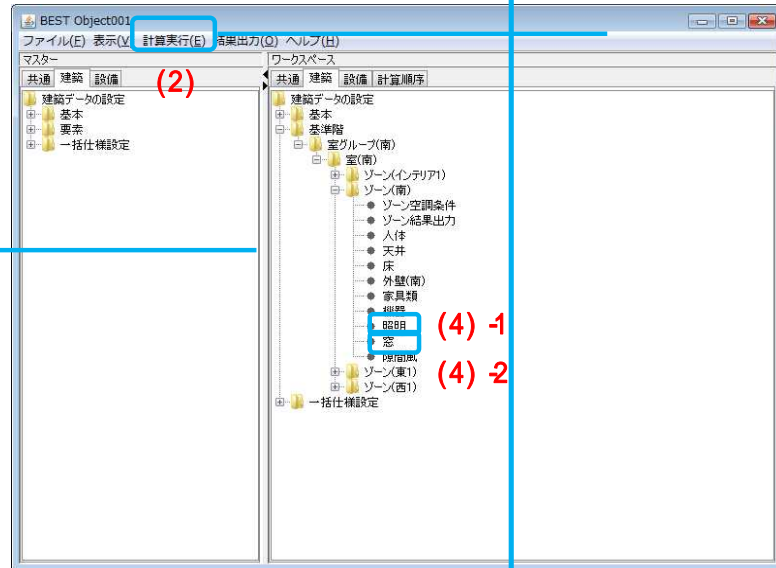 BEST Object001
ファイル(F) 表示(V 計算実行(E) 結果出力(O) ヘルプ(H)
マスター
共通 建築 設備
(2)
建築データの設定
基本
要素
一括仕様設定
ワークスペース
共通 建築 設備 計算順序
建築データの設定
基本
基準階
室グループ(南)
室(南)
ゾーン(インテリア1)
ゾーン(南)
ゾーン空調条件
ゾーン結果出力
人体
天井
床
外壁(南)
家具類
機器
照明 (4) -1
窓
隙間風
ゾーン(東1) (4) -2
ゾーン(西1)
一括仕様設定